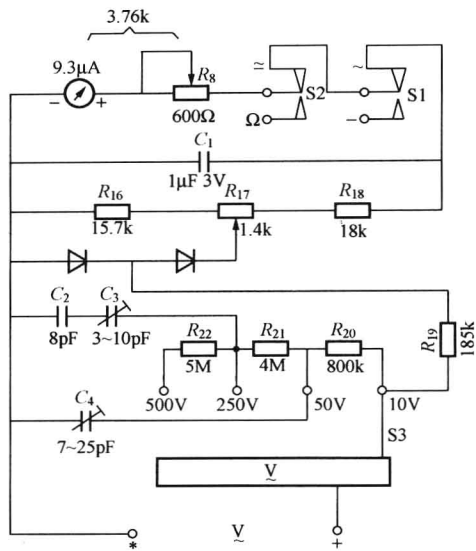 3.76k
9.3μA
− +
R8
600Ω
≃
S2
Ω
~
S1
−
C1
1μF 3V
R16
15.7k
R17
1.4k
R18
18k
C2
8pF
C3
3~10pF
R22
5M
R21
4M
R20
800k
R19
185k
500V
250V
50V
10V
C4
7~25pF
S3
V
~
*
V
~
+